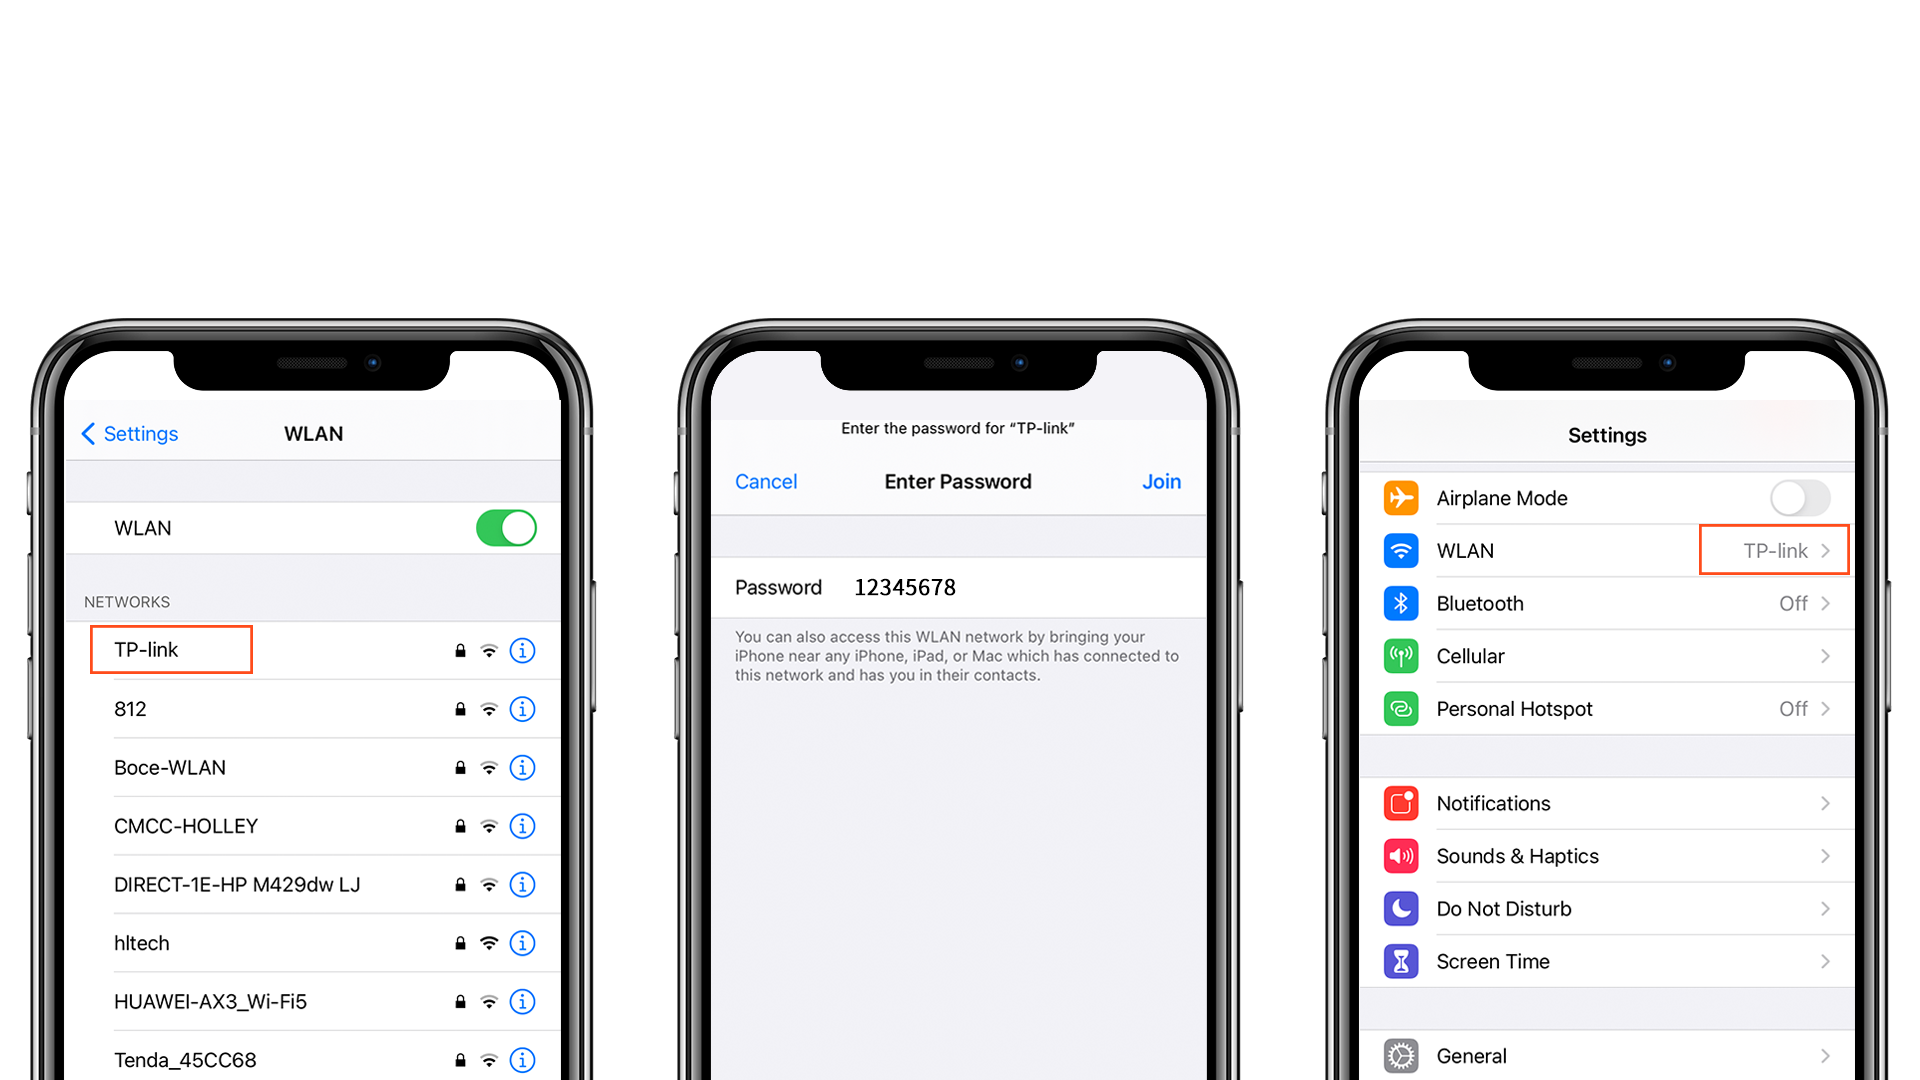 Settings WLAN
WLAN
NETWORKS
TP-link
812
Boce-WLAN
CMCC-HOLLEY
DIRECT-1E-HP M429dw LJ
hltech
HUAWEI-AX3_Wi-Fi5
Tenda_45CC68
Enter the password for “TP-link”
Cancel Enter Password Join
Password 12345678
You can also access this WLAN network by bringing your
iPhone near any iPhone, iPad, or Mac which has connected to
this network and has you in their contacts.
Settings
Airplane Mode
WLAN TP-link
Bluetooth Off
Cellular
Personal Hotspot Off
Notifications
Sounds & Haptics
Do Not Disturb
Screen Time
General